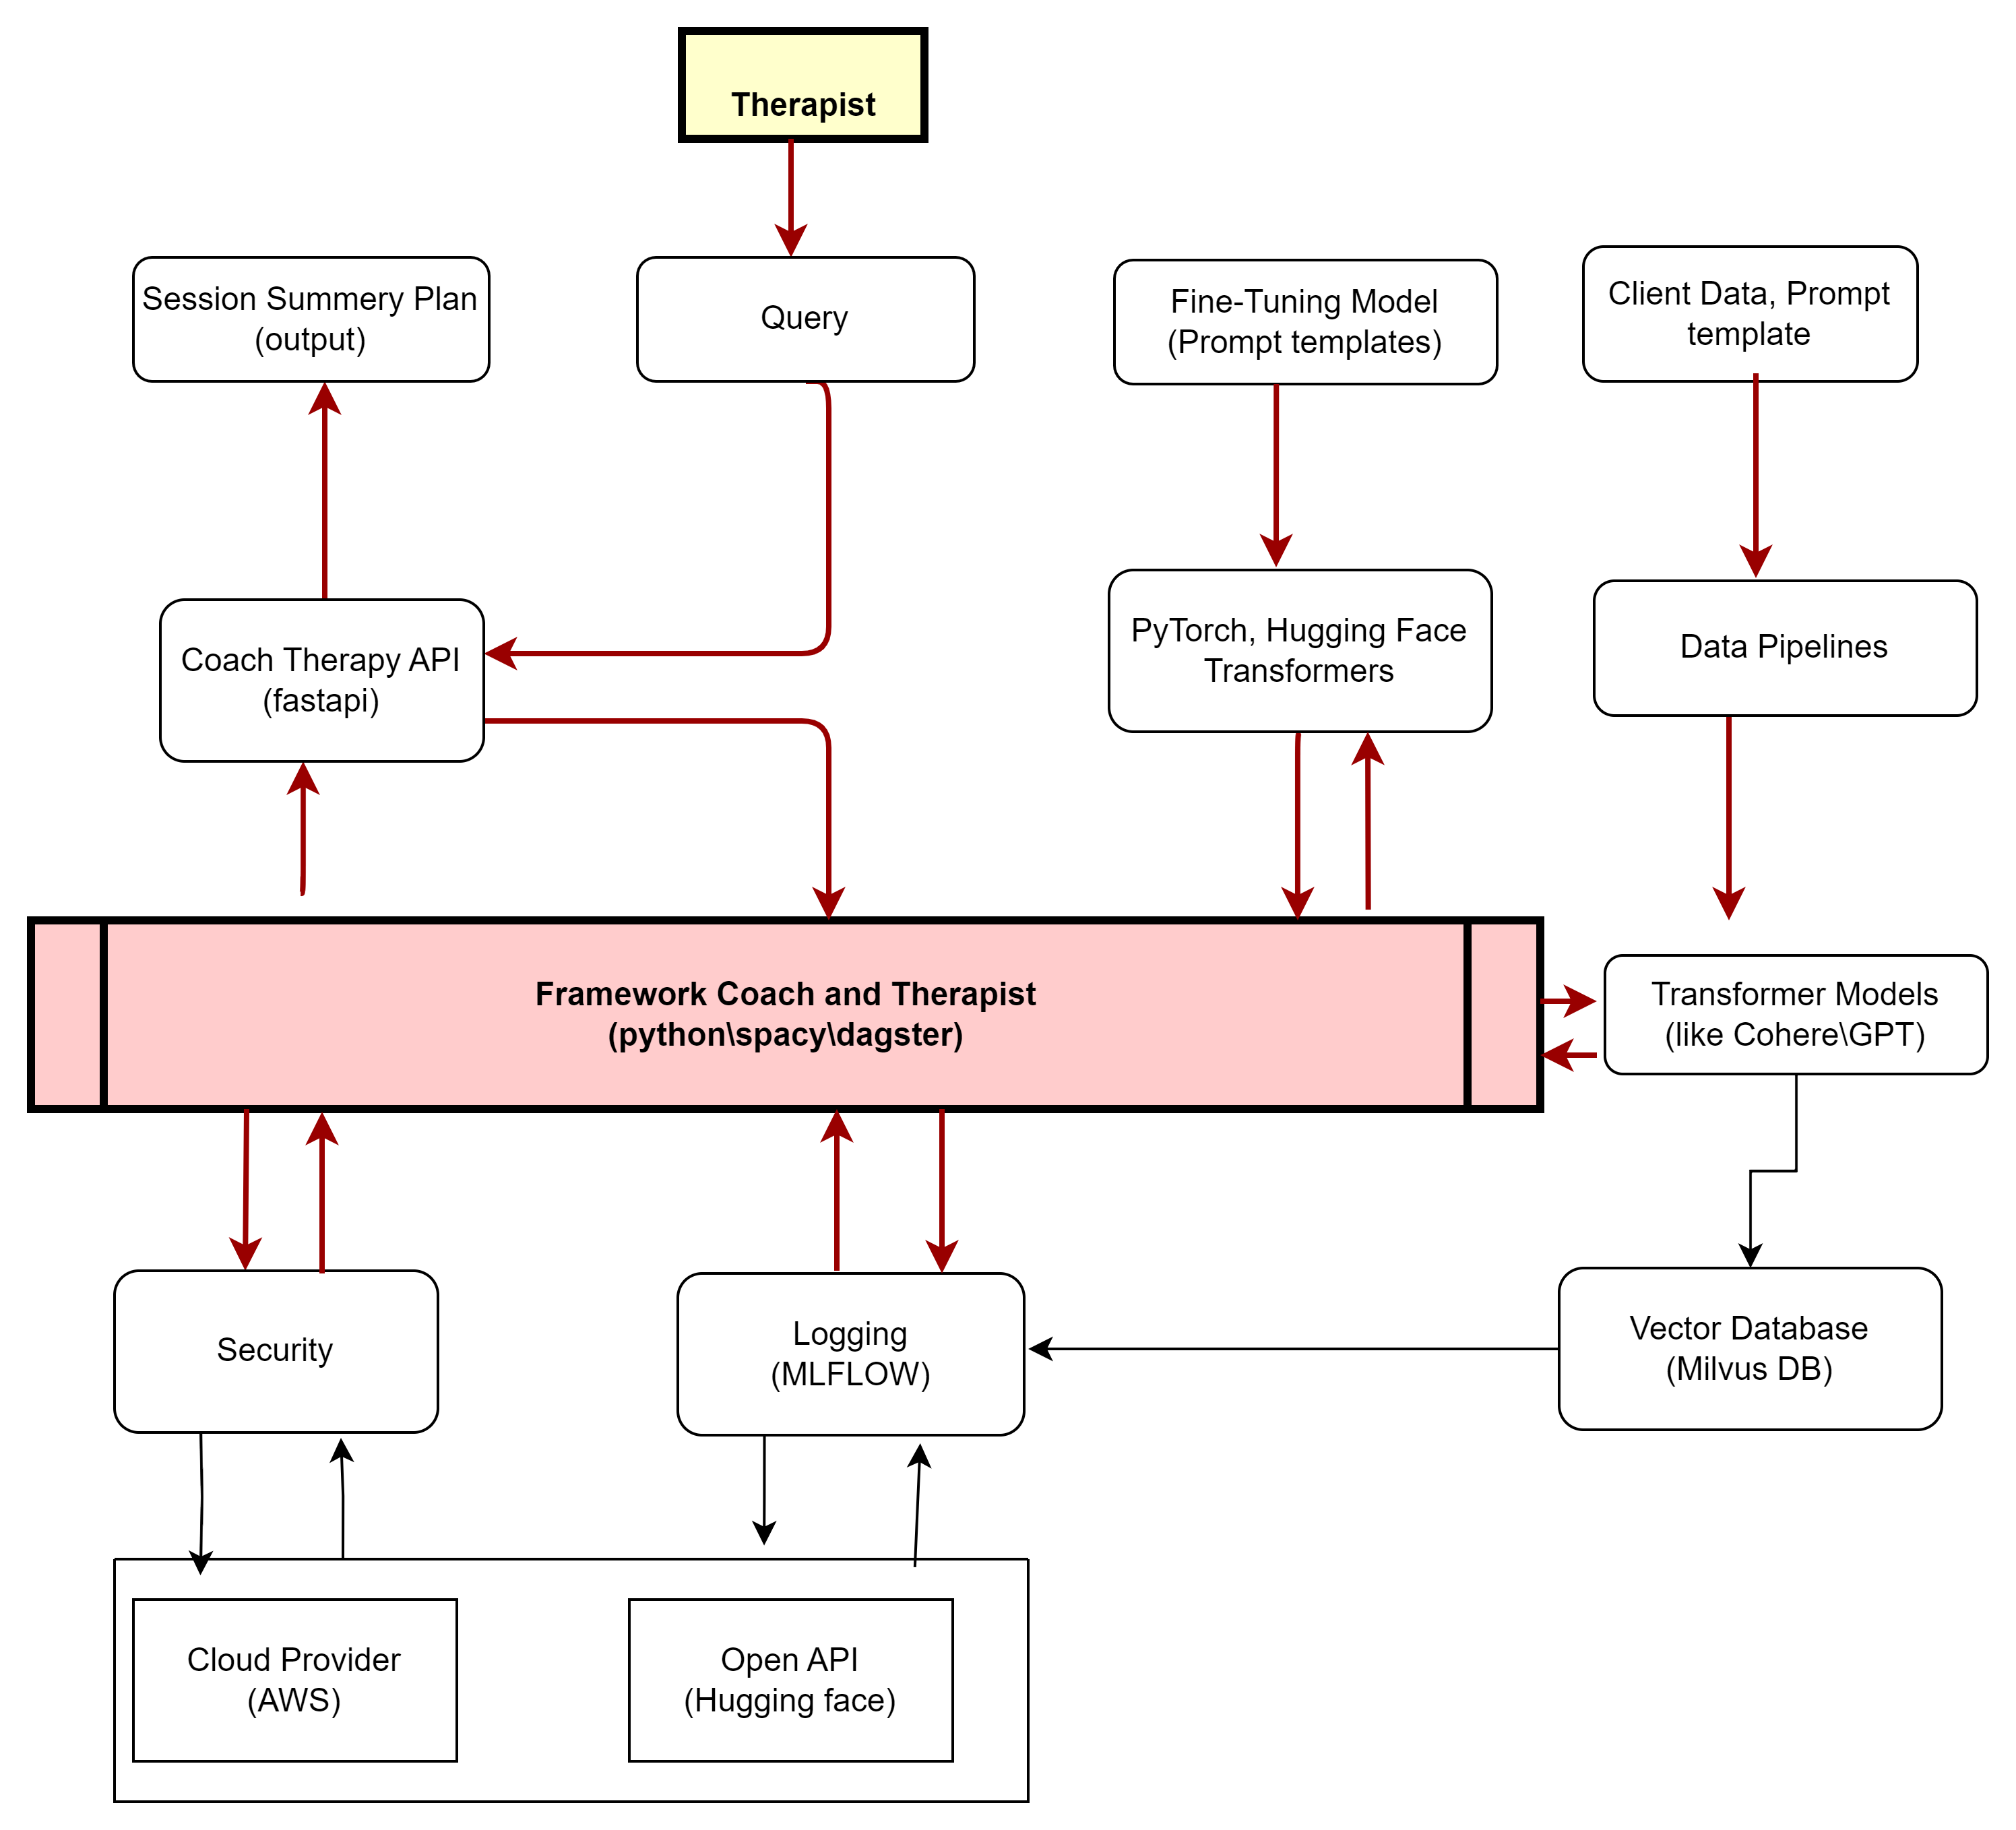 Therapist
Session Summery Plan
(output)
Query
Fine-Tuning Model
(Prompt templates)
Client Data, Prompt
template
Coach Therapy API
(fastapi)
PyTorch, Hugging Face
Transformers
Data Pipelines
Framework Coach and Therapist
(python\spacy\dagster)
Transformer Models
(like Cohere\GPT)
Security
Logging
(MLFLOW)
Vector Database
(Milvus DB)
Cloud Provider
(AWS)
Open API
(Hugging face)